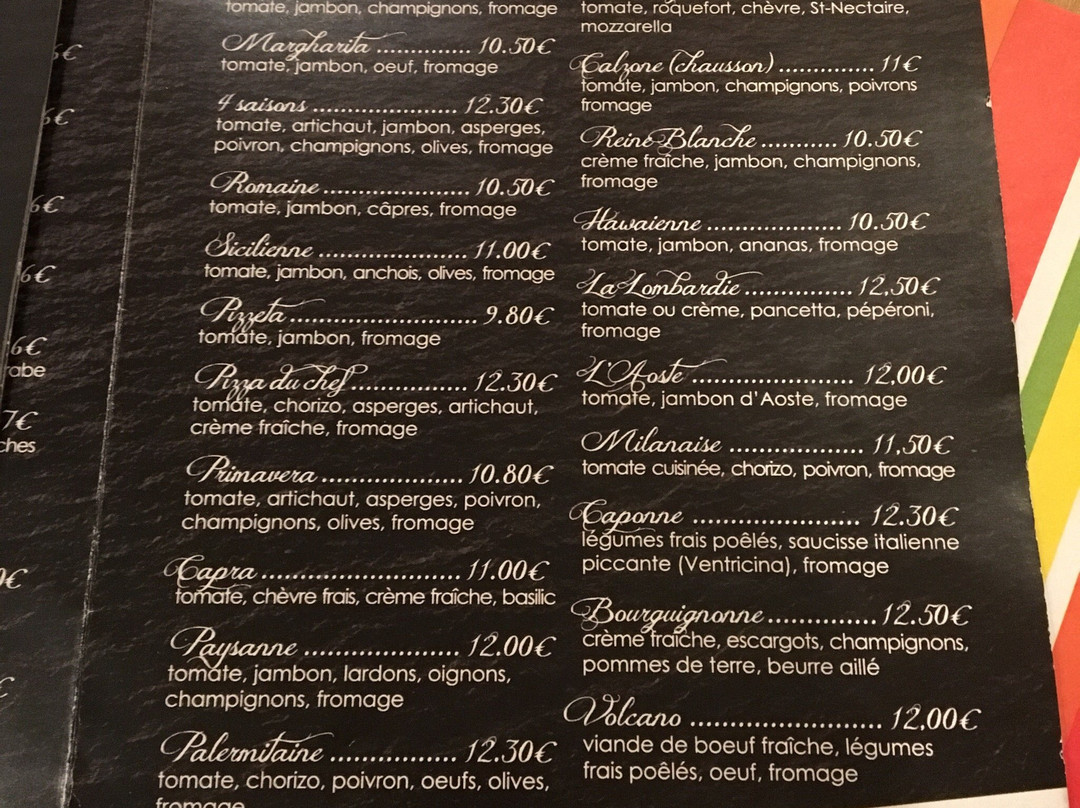 6€
6€
6€
6€
6€
rabe
7€
ches
€
€
tomate, jambon, champignons, fromage
Margharita ............... 10.50€
tomate, jambon, oeuf, fromage
4 saisons ....................... 12.30€
tomate, artichaut, jambon, asperges,
poivron, champignons, olives, fromage
Romaine ....................... 10.50€
tomate, jambon, câpres, fromage
Sicilienne ........................ 11.00€
tomate, jambon, anchois, olives, fromage
Pizzeta .............................. 9.80€
tomate, jambon, fromage
Pizza du chef ................... 12.30€
tomate, chorizo, asperges, artichaut,
crème fraîche, fromage
Primavera ...................... 10.80€
tomate, artichaut, asperges, poivron,
champignons, olives, fromage
Capra ............................... 11.00€
tomate, chèvre frais, crème fraîche, basilic
Paysanne ........................ 12.00€
tomate, jambon, lardons, oignons,
champignons, fromage
Palermitaine ................... 12.30€
tomate, chorizo, poivron, oeufs, olives,
fromage
tomate, roquefort, chèvre, St-Nectaire,
mozzarella
Calzone (chausson) .............. 11€
tomate, jambon, champignons, poivrons
fromage
Reine Blanche ........... 10.50€
crème fraîche, jambon, champignons,
fromage
Hawaienne .................... 10.50€
tomate, jambon, ananas, fromage
La Lombardie ................ 12,50€
tomate ou crème, pancetta, pépéroni,
fromage
L'Aoste ........................ 12,00€
tomate, jambon d'Aoste, fromage
Milanaise .................... 11,50€
tomate cuisinée, chorizo, poivron, fromage
Caponne ......................... 12.30€
légumes frais poêlés, saucisse italienne
piccante (Ventricina), fromage
Bourguignonne ................ 12.50€
crème fraîche, escargots, champignons,
pommes de terre, beurre aillé
Volcano ............................ 12,00€
viande de boeuf fraîche, légumes
frais poêlés, oeuf, fromage